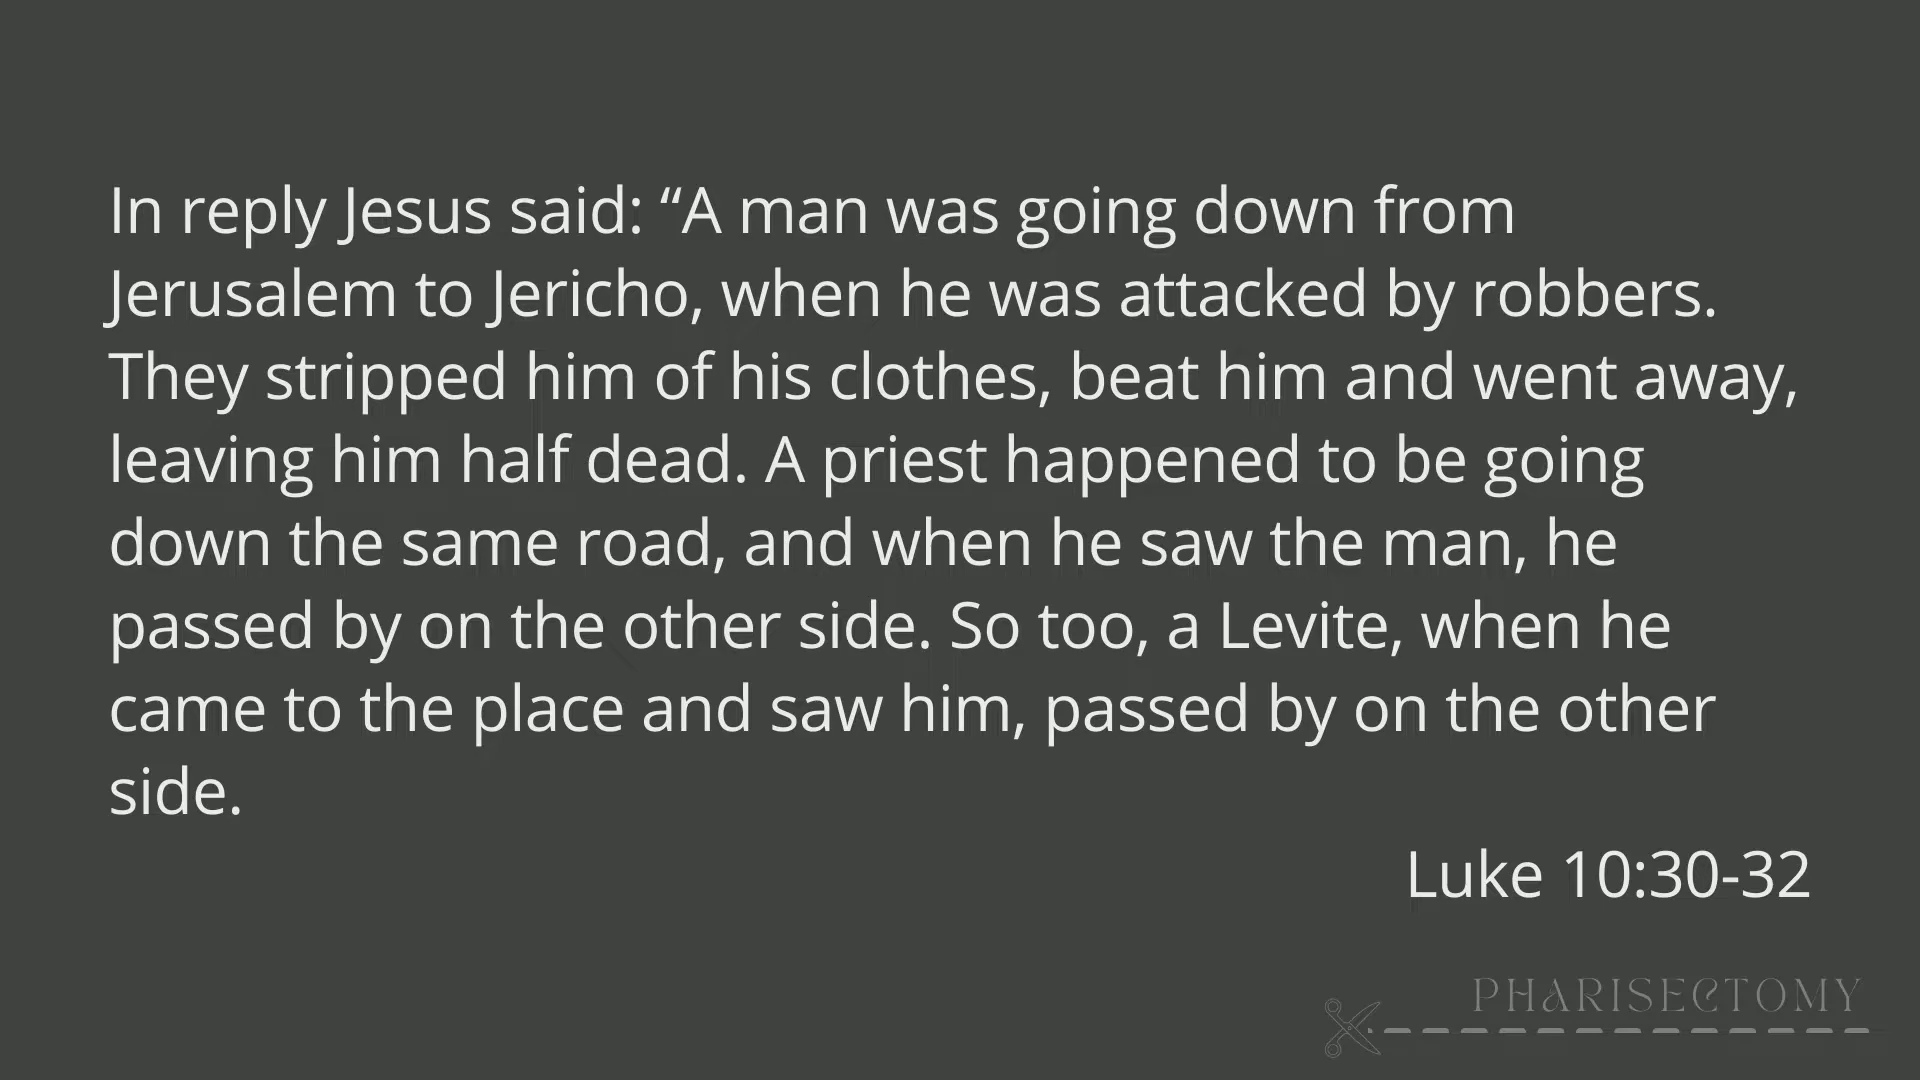 In reply Jesus said: “A man was going down from
Jerusalem to Jericho, when he was attacked by robbers.
They stripped him of his clothes, beat him and went away,
leaving him half dead. A priest happened to be going
down the same road, and when he saw the man, he
passed by on the other side. So too, a Levite, when he
came to the place and saw him, passed by on the other
side.
Luke 10:30-32
PHARISECTOMY